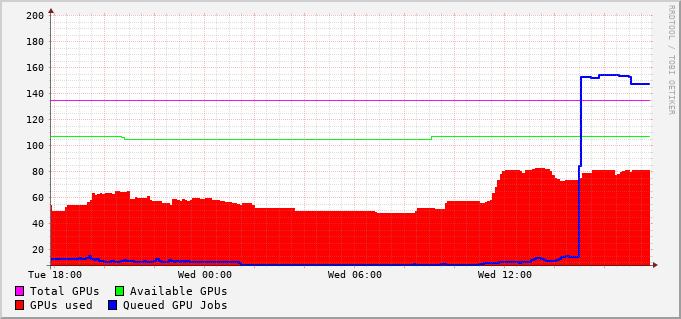 200
180
160
140
120
100
80
60
40
20
Tue 18:00 Wed 00:00 Wed 06:00 Wed 12:00
Total GPUs Available GPUs
GPUs used Queued GPU Jobs
RRDTOOL / TOBI OETIKER